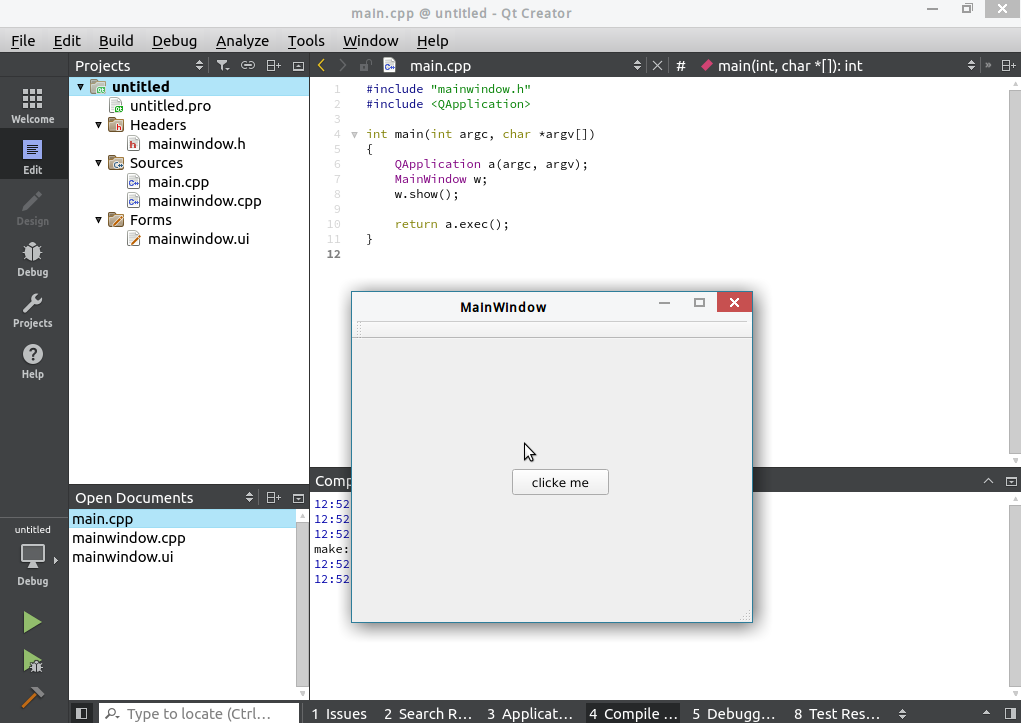 main.cpp @ untitled - Qt Creator
File Edit Build Debug Analyze Tools Window Help
Projects
main.cpp
#
main(int, char *[]): int
Welcome
Edit
Design
Debug
Projects
Help
untitled
untitled.pro
Headers
mainwindow.h
Sources
main.cpp
mainwindow.cpp
Forms
mainwindow.ui
1 #include "mainwindow.h"
2 #include <QApplication>
3
4 int main(int argc, char *argv[])
5 {
6 QApplication a(argc, argv);
7 MainWindow w;
8 w.show();
9
10 return a.exec();
11 }
12
MainWindow
clicke me
Open Documents
main.cpp
mainwindow.cpp
mainwindow.ui
Comp
12:52
12:52
12:52
make:
12:52
12:52
untitled
Debug
Type to locate (Ctrl...
1 Issues 2 Search R... 3 Applicat... 4 Compile ... 5 Debugg... 8 Test Res...